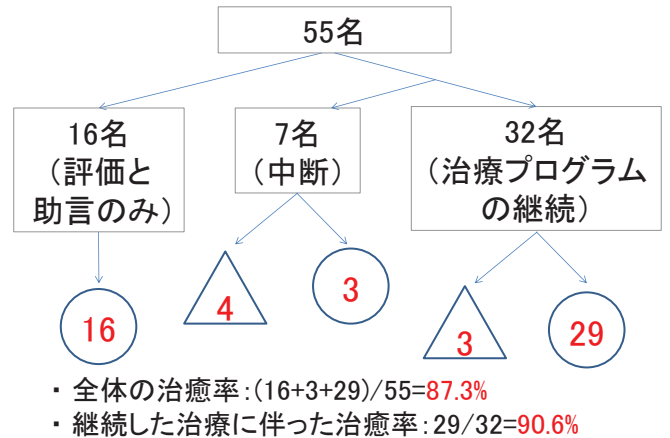 55名
16名
（評価と
助言のみ）
7名
（中断）
32名
（治療プログラム
の継続）
16
4
3
3
29
・全体の治癒率：(16+3+29)/55=87.3%
・継続した治療に伴った治癒率：29/32=90.6%